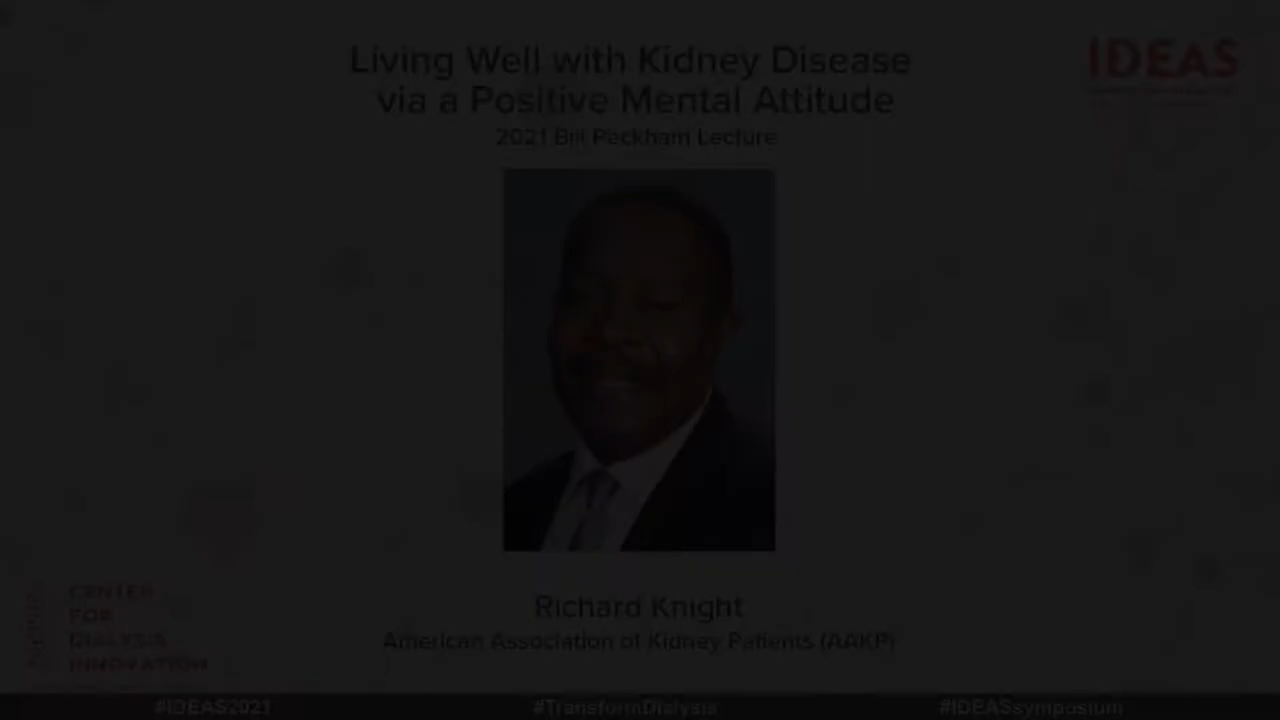 Living Well with Kidney Disease
via a Positive Mental Attitude
2021 Bill Peckham Lecture
IDEAS
Richard Knight
American Association of Kidney Patients (AAKP)
CENTER
FOR
DIALYSIS
INNOVATION
#IDEAS2021
#TransformDialysis
#IDEASsymposium